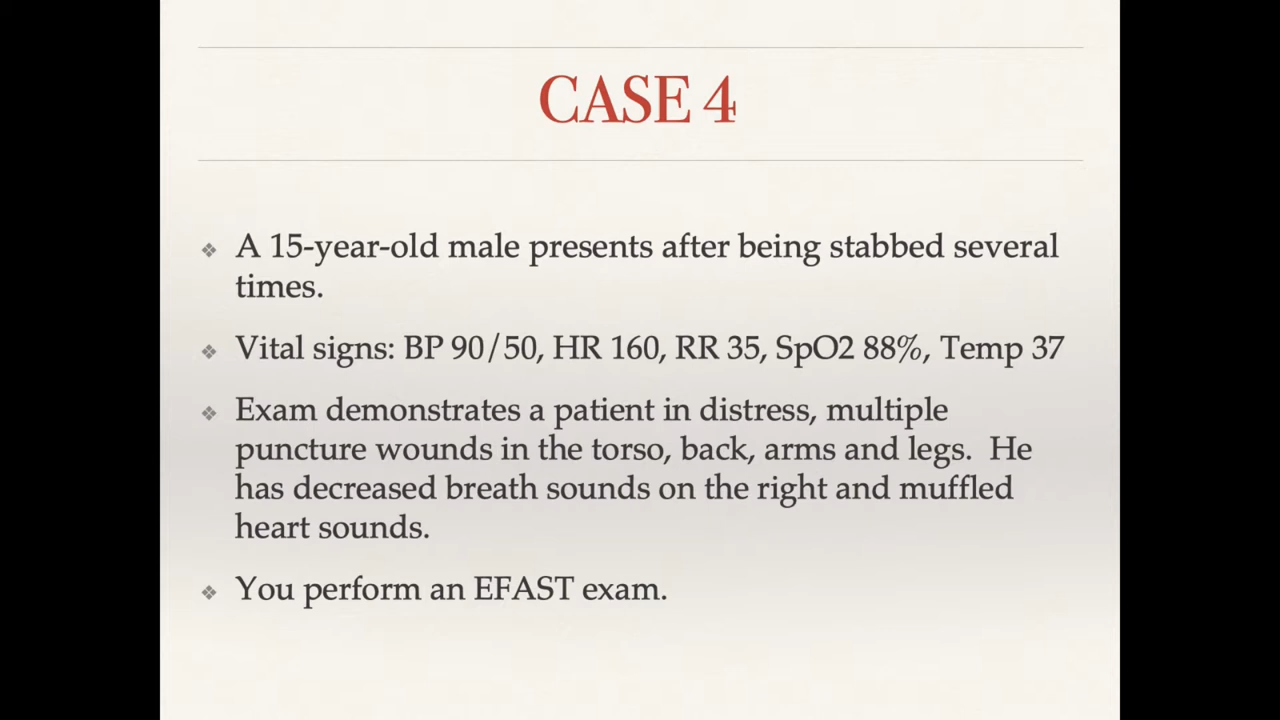 CASE 4
A 15-year-old male presents after being stabbed several
times.
Vital signs: BP 90/50, HR 160, RR 35, SpO2 88%, Temp 37
Exam demonstrates a patient in distress, multiple
puncture wounds in the torso, back, arms and legs.  He
has decreased breath sounds on the right and muffled
heart sounds.
You perform an EFAST exam.